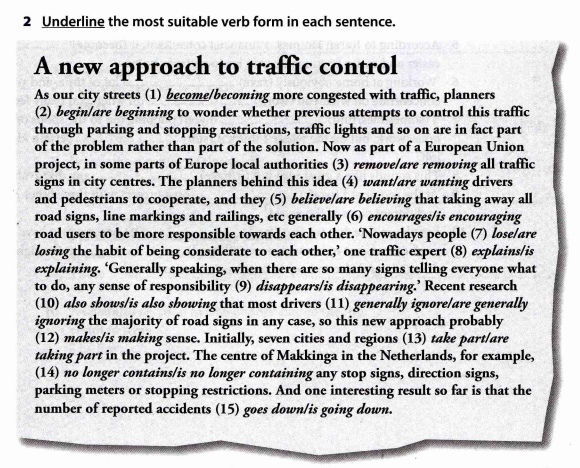 2 Underline the most suitable verb form in each sentence.
A new approach to traffic control
As our city streets (1) become/becoming more congested with traffic, planners
(2) begin/are beginning to wonder whether previous attempts to control this traffic
through parking and stopping restrictions, traffic lights and so on are in fact part
of the problem rather than part of the solution. Now as part of a European Union
project, in some parts of Europe local authorities (3) remove/are removing all traffic
signs in city centres. The planners behind this idea (4) want/are wanting drivers
and pedestrians to cooperate, and they (5) believe/are believing that taking away all
road signs, line markings and railings, etc generally (6) encourages/is encouraging
road users to be more responsible towards each other. ‘Nowadays people (7) lose/are
losing the habit of being considerate to each other,’ one traffic expert (8) explains/is
explaining. ‘Generally speaking, when there are so many signs telling everyone what
to do, any sense of responsibility (9) disappears/is disappearing.’ Recent research
(10) also shows/is also showing that most drivers (11) generally ignore/are generally
ignoring the majority of road signs in any case, so this new approach probably
(12) makes/is making sense. Initially, seven cities and regions (13) take part/are
taking part in the project. The centre of Makkinga in the Netherlands, for example,
(14) no longer contains/is no longer containing any stop signs, direction signs,
parking meters or stopping restrictions. And one interesting result so far is that the
number of reported accidents (15) goes down/is going down.